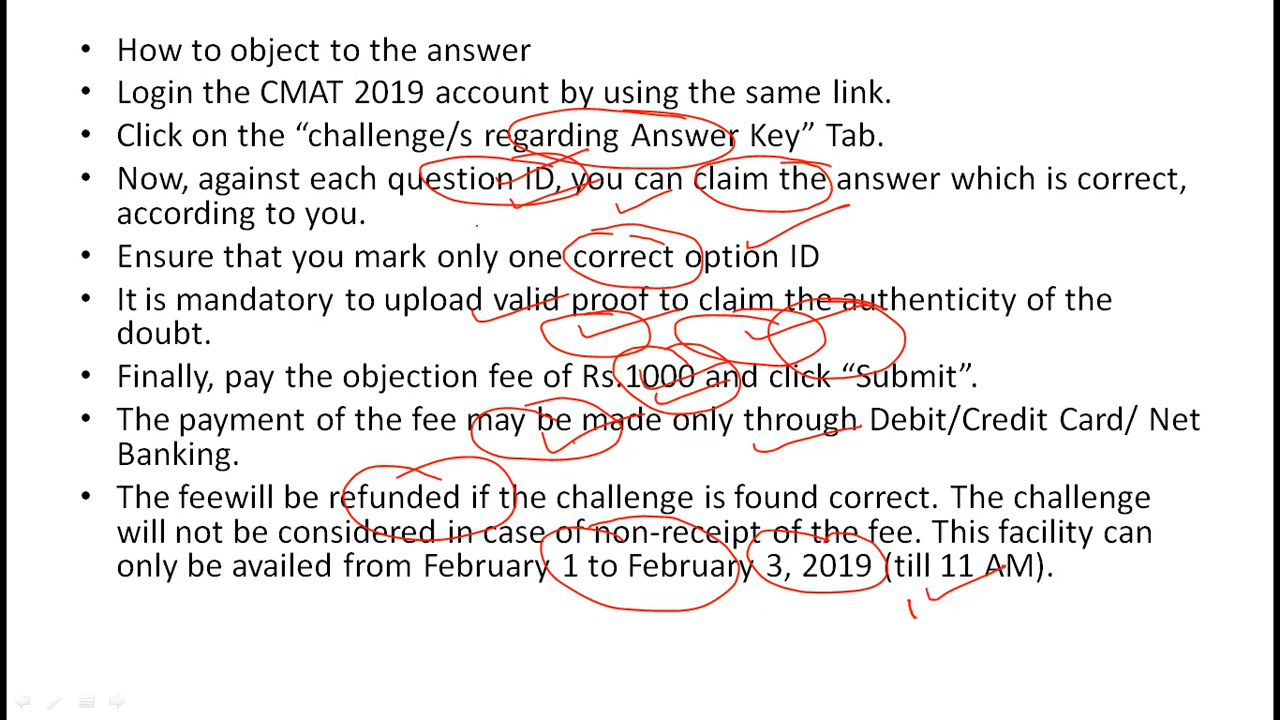 • How to object to the answer
• Login the CMAT 2019 account by using the same link.
• Click on the “challenge/s regarding Answer Key” Tab.
• Now, against each question ID, you can claim the answer which is correct,
according to you.
• Ensure that you mark only one correct option ID
• It is mandatory to upload valid proof to claim the authenticity of the
doubt.
• Finally, pay the objection fee of Rs.1000 and click “Submit”.
• The payment of the fee may be made only through Debit/Credit Card/ Net
Banking.
• The feewill be refunded if the challenge is found correct. The challenge
will not be considered in case of non-receipt of the fee. This facility can
only be availed from February 1 to February 3, 2019 (till 11 AM).